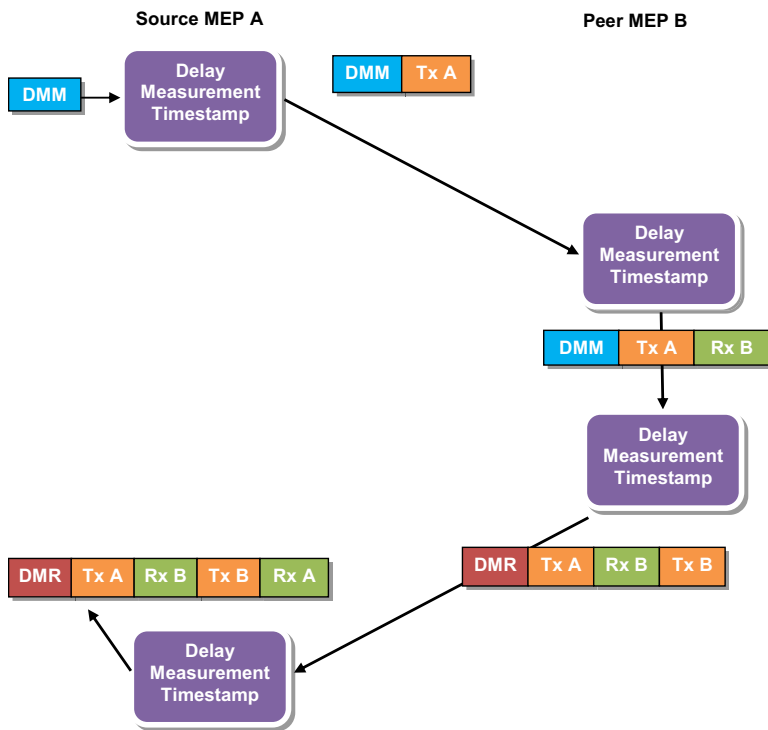 Source MEP A
Peer MEP B
DMM
Delay
Measurement
Timestamp
DMM Tx A
Delay
Measurement
Timestamp
DMM Tx A Rx B
Delay
Measurement
Timestamp
DMR Tx A Rx B Tx B
DMR Tx A Rx B Tx B Rx A
Delay
Measurement
Timestamp